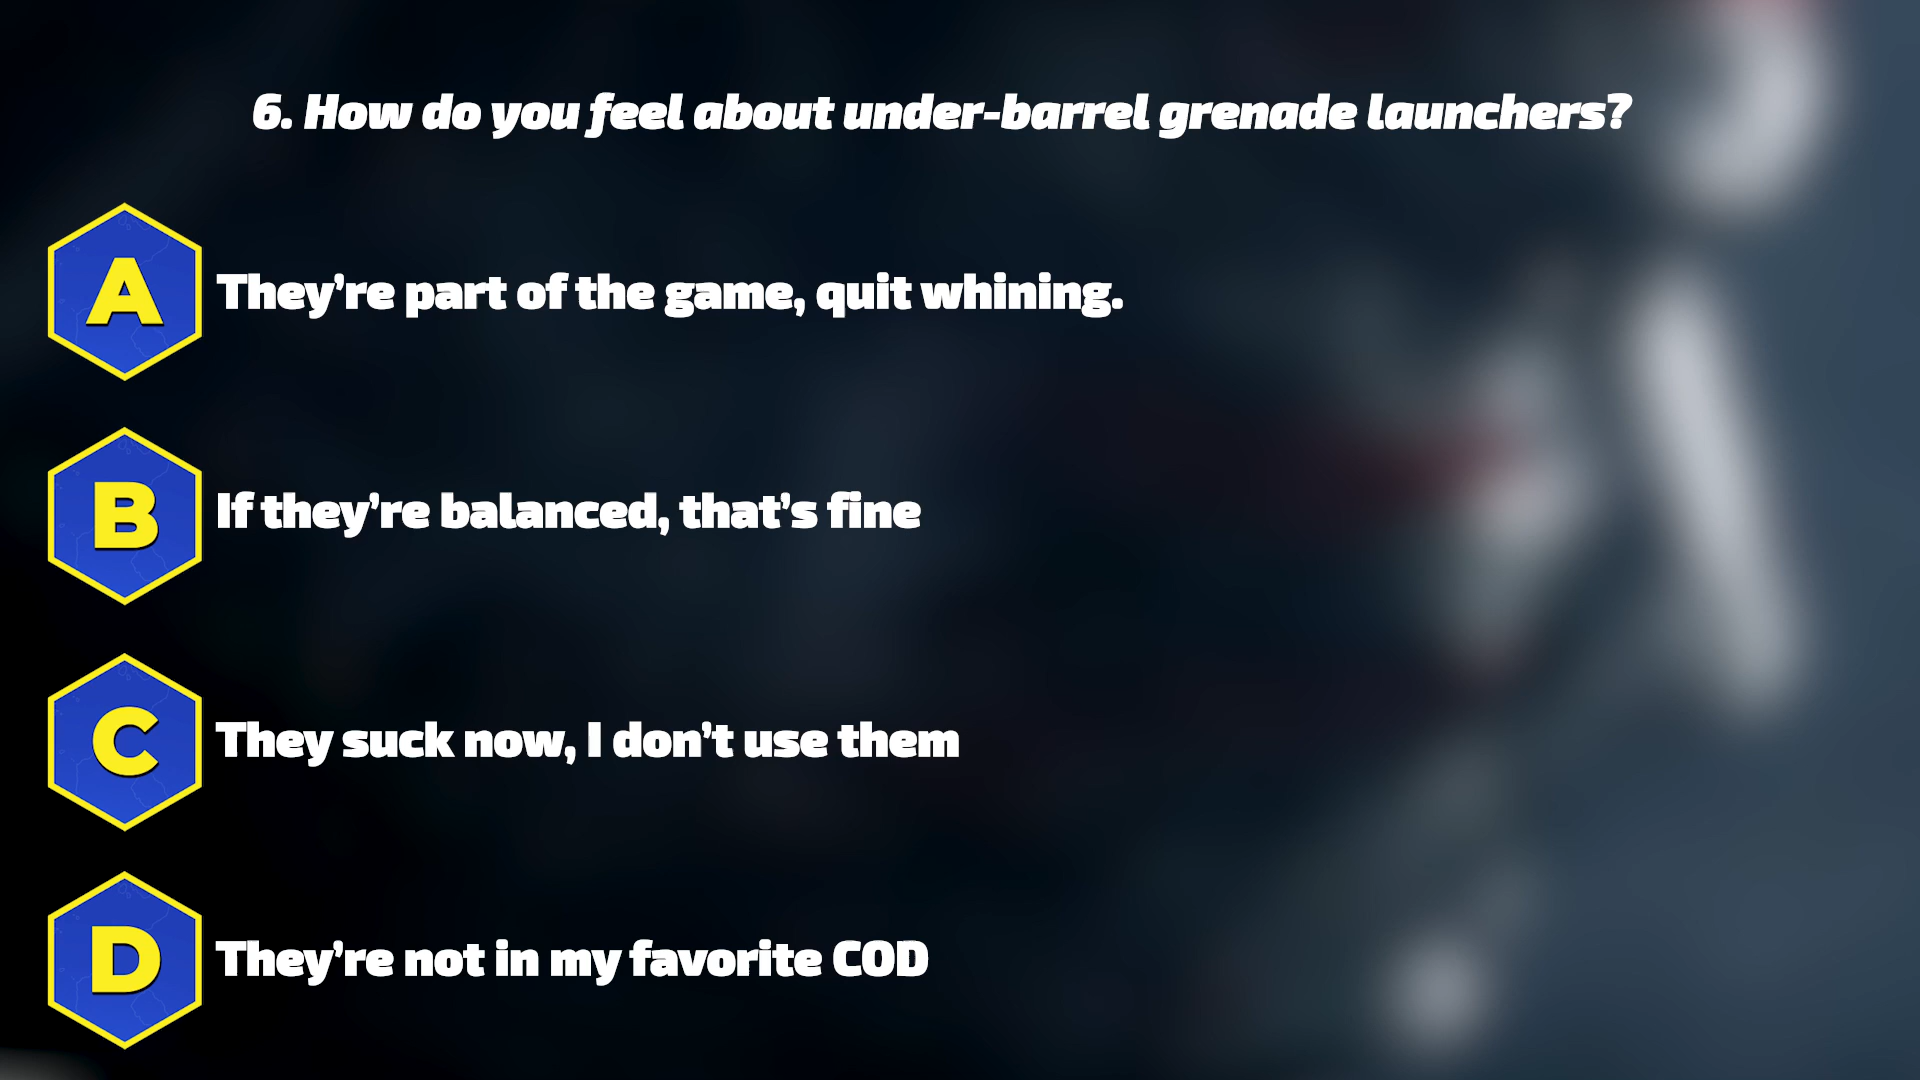 6. How do you feel about under-barrel grenade launchers?
A They’re part of the game, quit whining.
B If they’re balanced, that’s fine
C They suck now, I don’t use them
D They’re not in my favorite COD